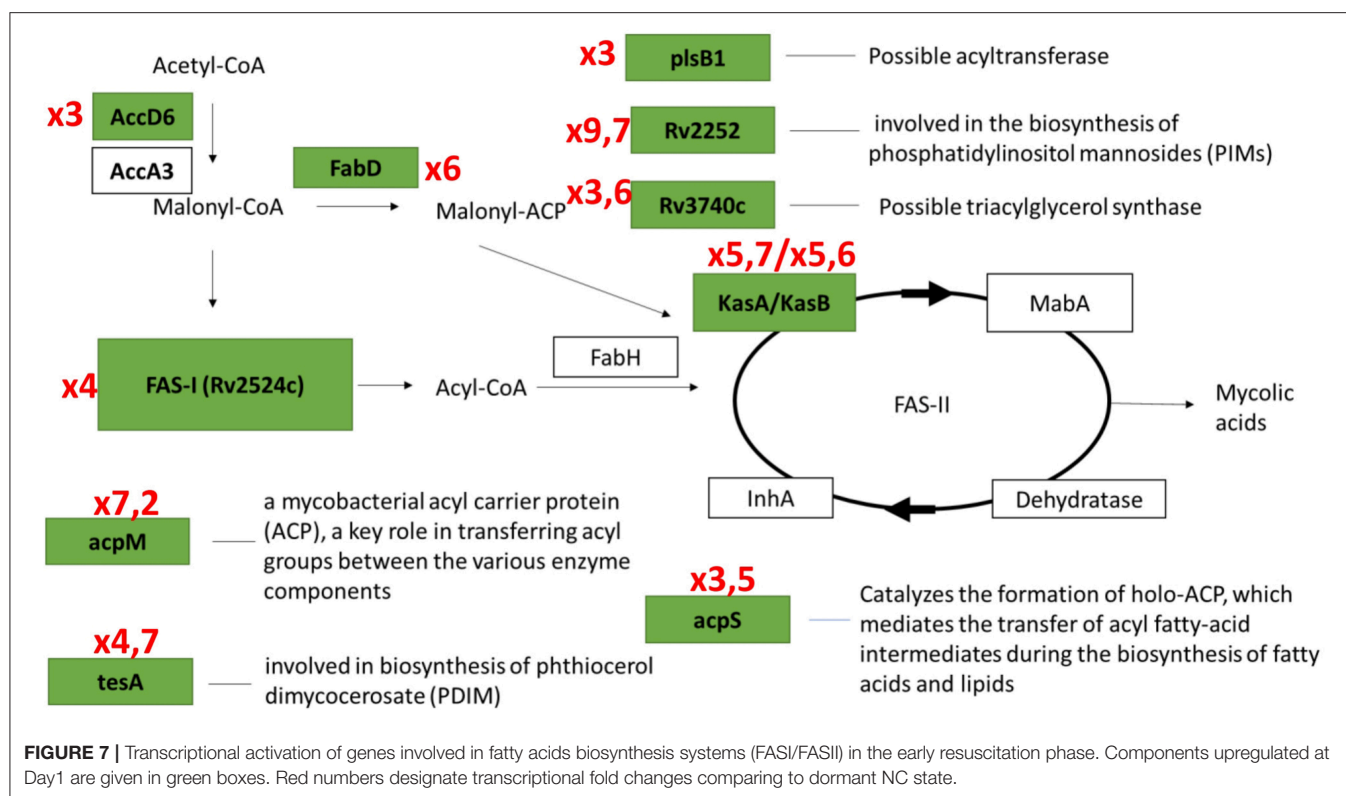 Acetyl-CoA
x3
AccD6
AccA3
Malonyl-CoA
FabD
x6
Malonyl-ACP
x3
plsB1
Possible acyltransferase
x9,7
Rv2252
involved in the biosynthesis of
phosphatidylinositol mannosides (PIMs)
x3,6
Rv3740c
Possible triacylglycerol synthase
x4
FAS-I (Rv2524c)
Acyl-CoA
FabH
x5,7/x5,6
KasA/KasB
MabA
FAS-II
InhA
Dehydratase
Mycolic
acids
x7,2
acpM
a mycobacterial acyl carrier protein
(ACP), a key role in transferring acyl
groups between the various enzyme
components
x4,7
tesA
involved in biosynthesis of phthiocerol
dimycocerosate (PDIM)
x3,5
acpS
Catalyzes the formation of holo-ACP, which
mediates the transfer of acyl fatty-acid
intermediates during the biosynthesis of fatty
acids and lipids
FIGURE 7 | Transcriptional activation of genes involved in fatty acids biosynthesis systems (FASI/FASII) in the early resuscitation phase. Components upregulated at
Day1 are given in green boxes. Red numbers designate transcriptional fold changes comparing to dormant NC state.